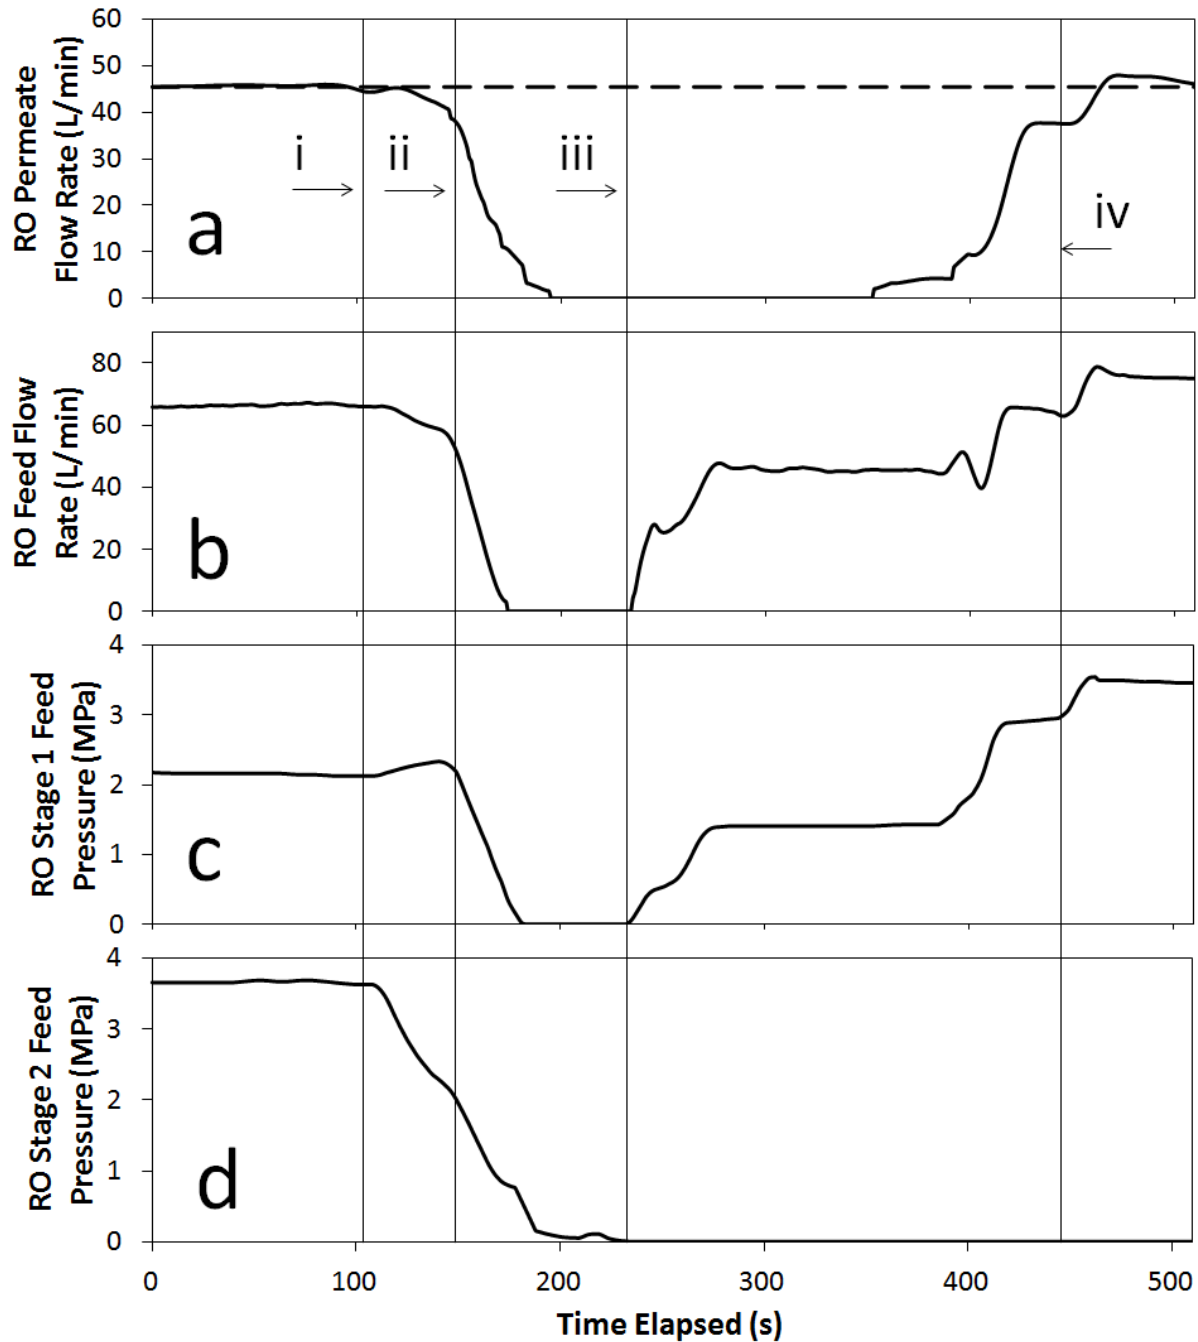 RO Permeate
Flow Rate (L/min)
60
50
40
30
20
10
0
i
ii
iii
iv
a
RO Feed Flow
Rate (L/min)
80
60
40
20
0
b
RO Stage 1 Feed
Pressure (MPa)
4
3
2
1
0
c
RO Stage 2 Feed
Pressure (MPa)
4
3
2
1
0
d
0 100 200 300 400 500
Time Elapsed (s)